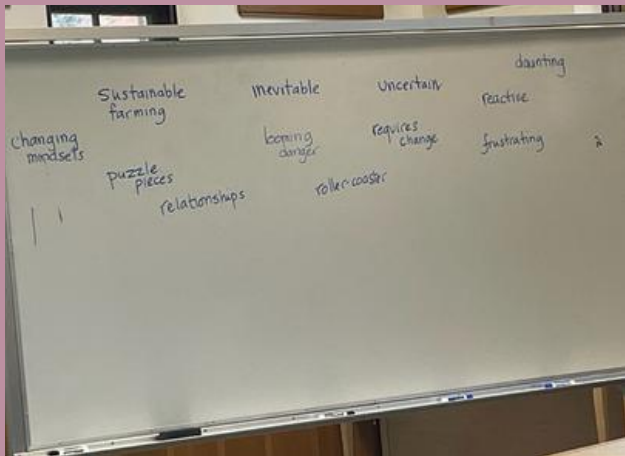 daunting
Sustainable
farming
inevitable
uncertain
reactive
changing
mindsets
looming
danger
requires
change
frustrating
puzzle
pieces
relationships
roller-coaster